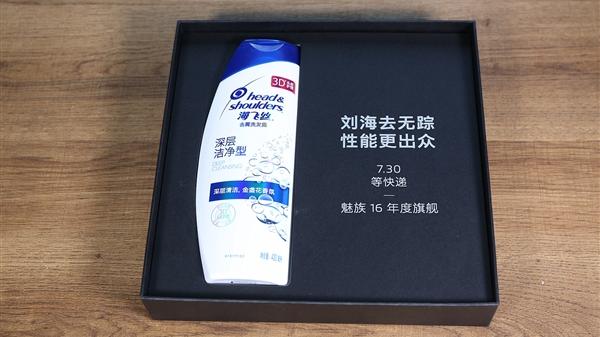 3D
head&
shoulders
海飞丝
去屑洗发露
深层
洁净型
DEEP
CLEANSING
深层清洁,金盏花香氛
刘海去无踪
性能更出众
7.30
等快递
魅族 16 年度旗舰